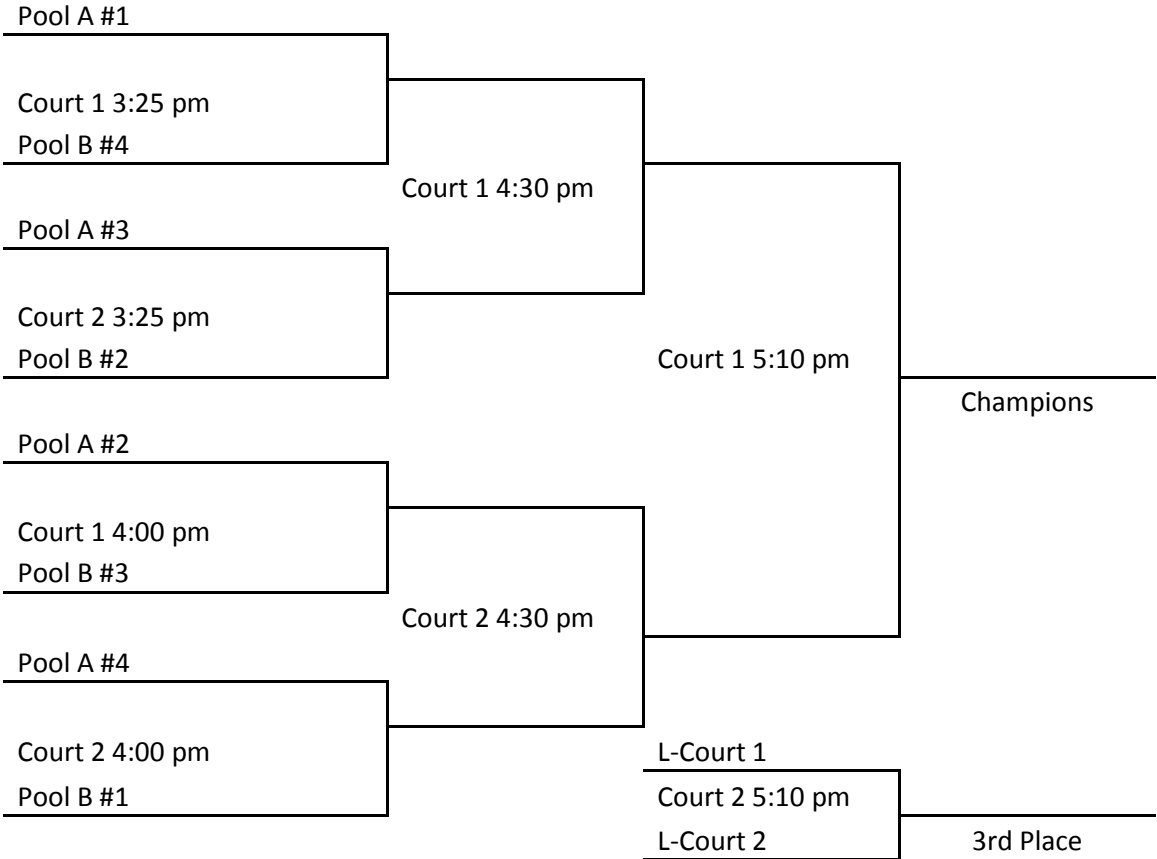 Pool A #1
Court 1 3:25 pm
Pool B #4
Court 1 4:30 pm
Pool A #3
Court 2 3:25 pm
Pool B #2
Court 1 5:10 pm
Champions
Pool A #2
Court 1 4:00 pm
Pool B #3
Court 2 4:30 pm
Pool A #4
Court 2 4:00 pm
Pool B #1
L-Court 1
Court 2 5:10 pm
L-Court 2
3rd Place